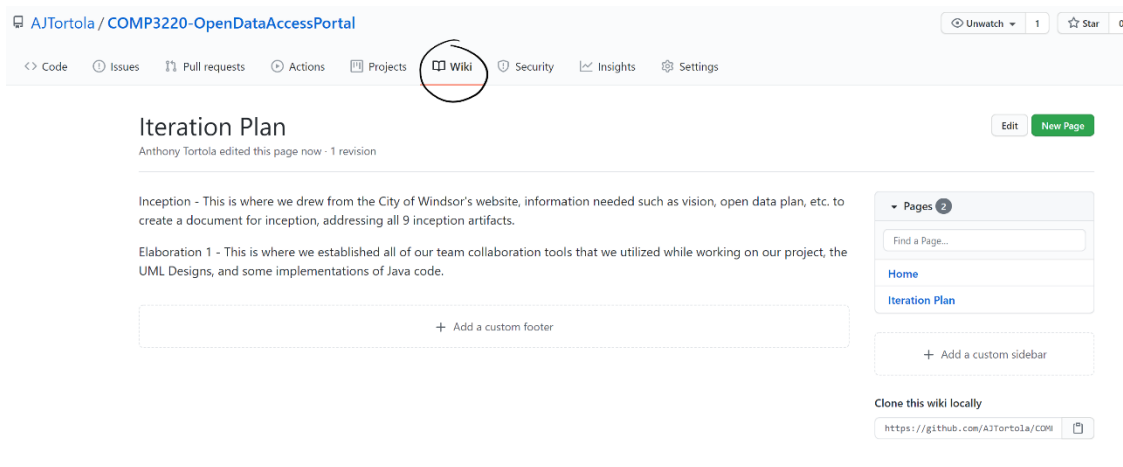 AJTortola / COMP3220-OpenDataAccessPortal
Unwatch 1 Star 0
Code Issues Pull requests Actions Projects Wiki Security Insights Settings
Iteration Plan
Edit New Page
Anthony Tortola edited this page now · 1 revision
Inception - This is where we drew from the City of Windsor's website, information needed such as vision, open data plan, etc. to
create a document for inception, addressing all 9 inception artifacts.
Elaboration 1 - This is where we established all of our team collaboration tools that we utilized while working on our project, the
UML Designs, and some implementations of Java code.
+ Add a custom footer
Pages 2
Find a Page...
Home
Iteration Plan
+ Add a custom sidebar
Clone this wiki locally
https://github.com/AJTortola/COM